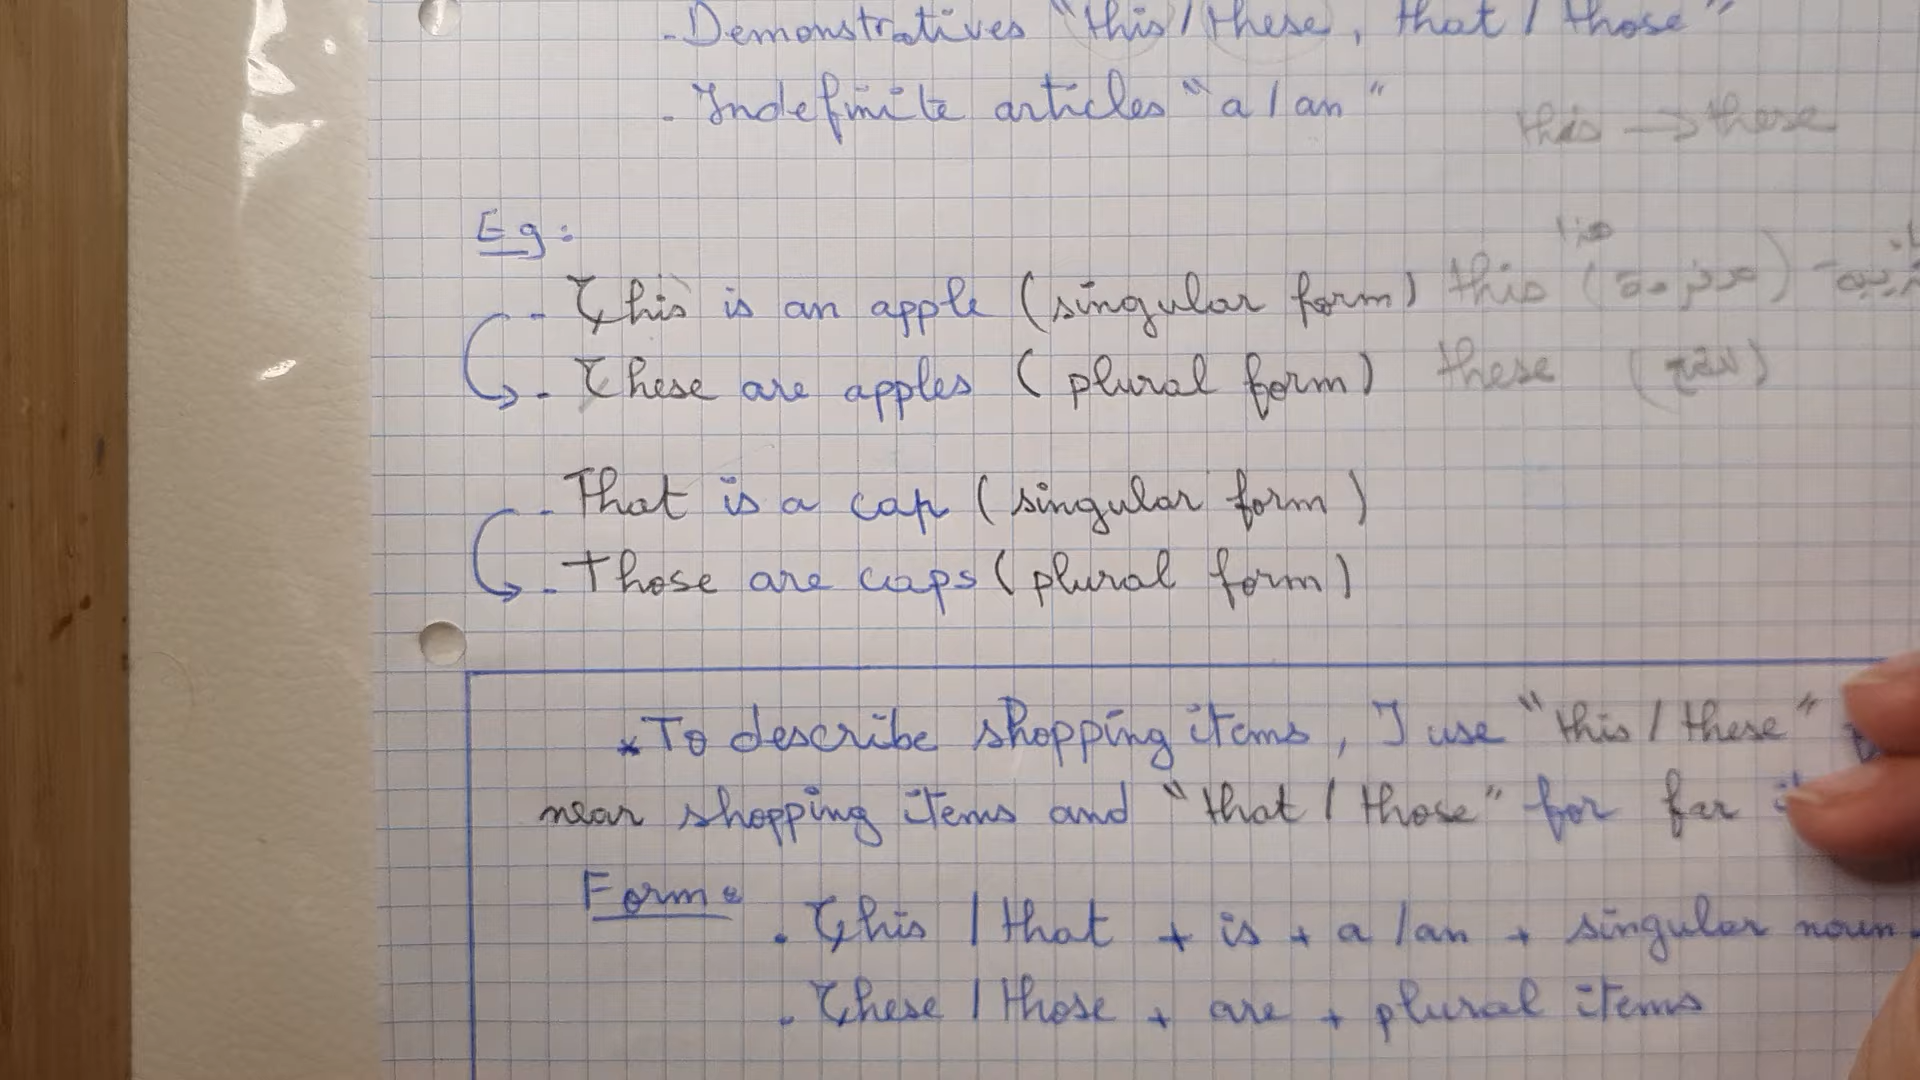 - Demonstratives "this / these, that / those"
- Indefinite articles "a / an"
this → these
Eg:
هذا
- This is an apple (singular form) this
- These are apples (plural form) these
- That is a cap (singular form)
- Those are caps (plural form)
* To describe shopping items, I use "this / these"
near shopping items and "that / those" for far
Form:
. This / that + is + a / an + singular noun.
. These / those + are + plural items